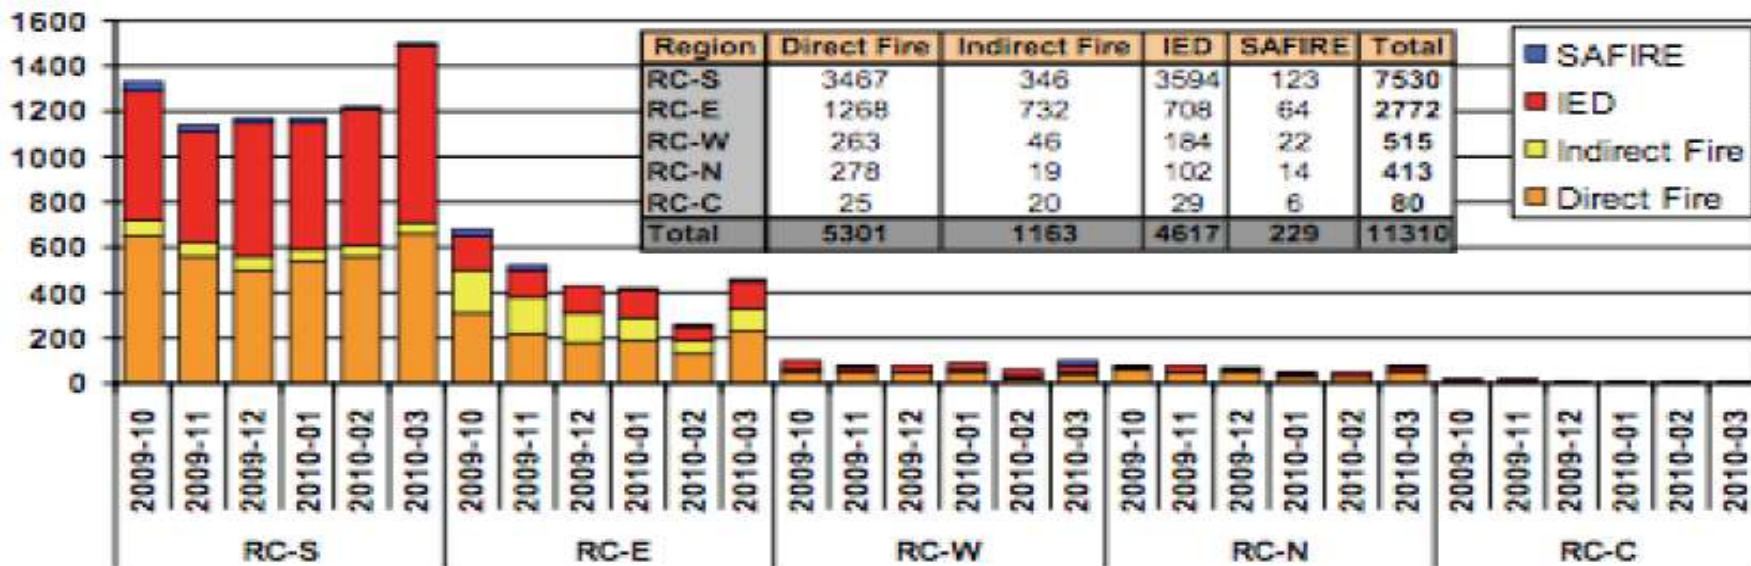 1600
1400
1200
1000
800
600
400
200
0
Region Direct Fire Indirect Fire IED SAFIRE Total
RC-S 3467 346 3594 123 7530
RC-E 1268 732 708 64 2772
RC-W 263 46 184 22 515
RC-N 278 19 102 14 413
RC-C 25 20 29 6 80
Total 5301 1163 4617 229 11310
SAFIRE
IED
Indirect Fire
Direct Fire
2009-10 2009-11 2009-12 2010-01 2010-02 2010-03 2009-10 2009-11 2009-12 2010-01 2010-02 2010-03 2009-10 2009-11 2009-12 2010-01 2010-02 2010-03 2009-10 2009-11 2009-12 2010-01 2010-02 2010-03 2009-10 2009-11 2009-12 2010-01 2010-02 2010-03
RC-S RC-E RC-W RC-N RC-C